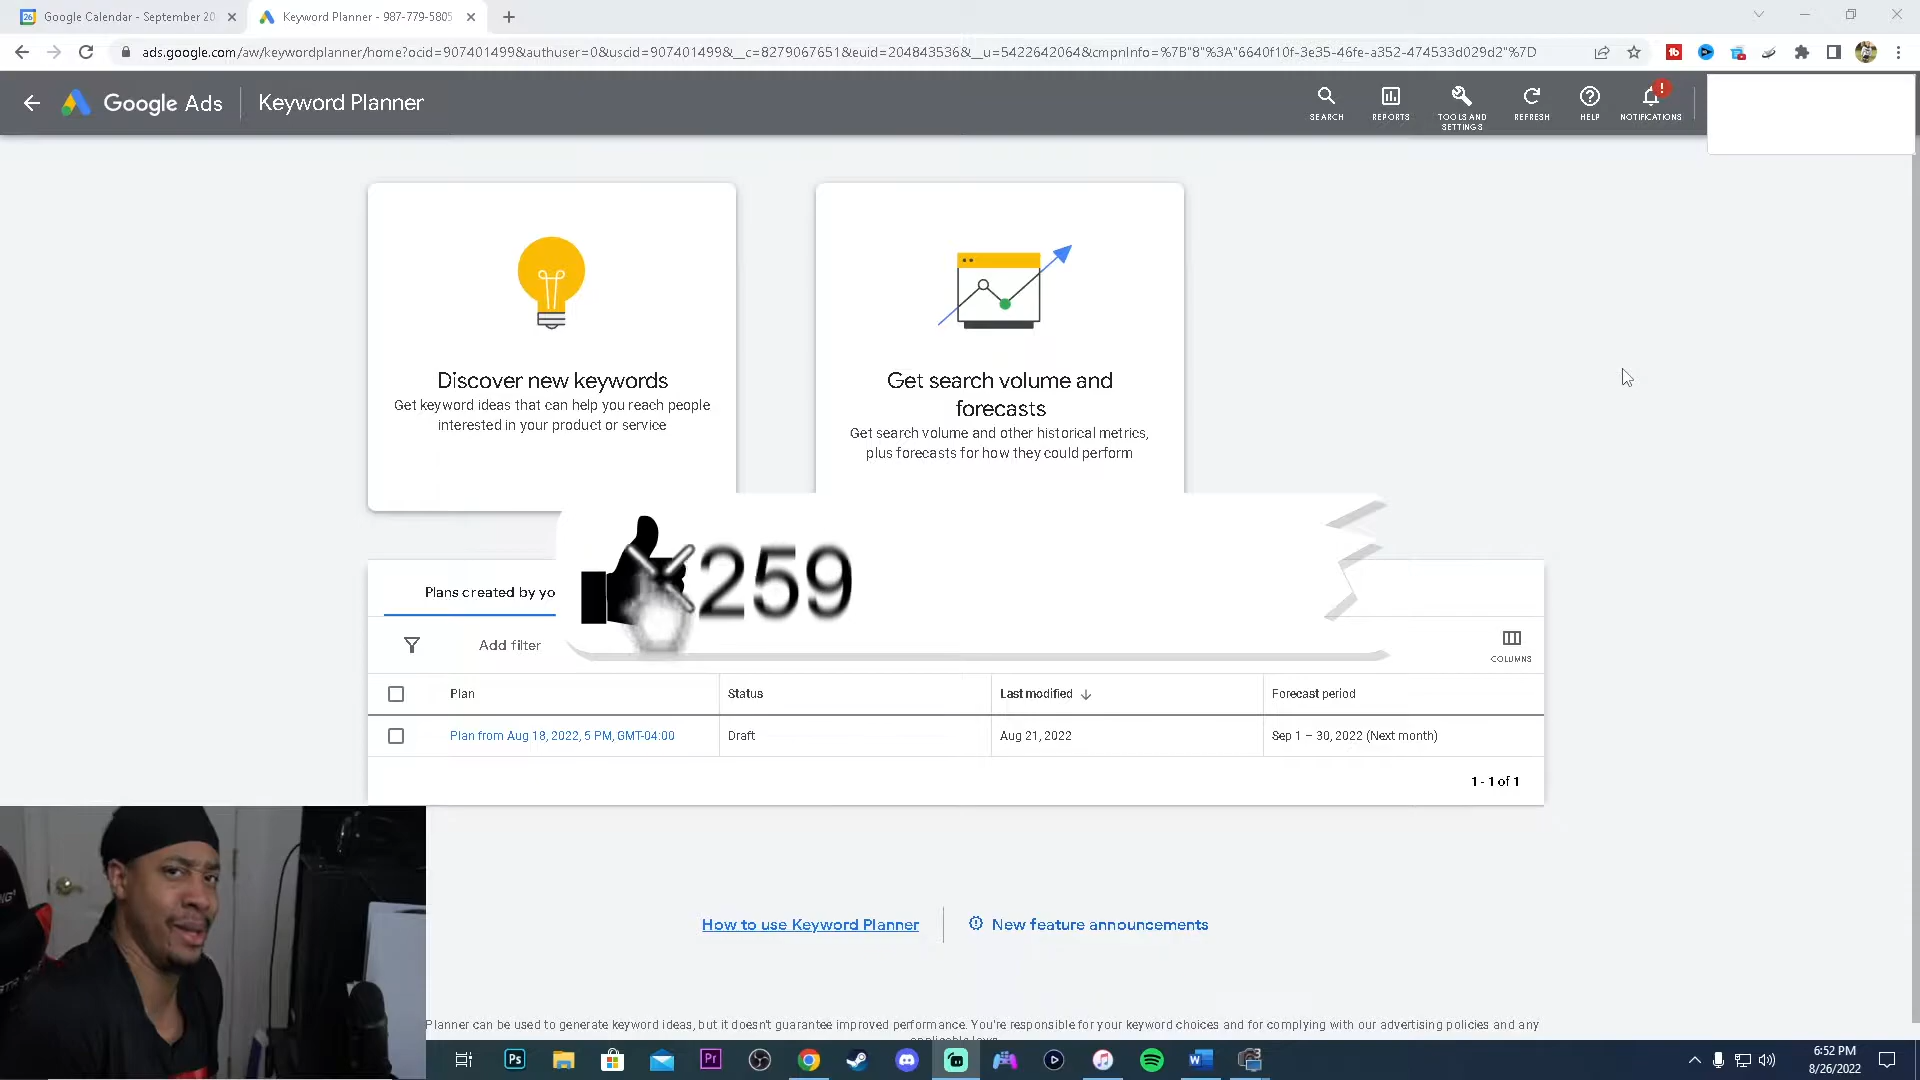 Google Calendar - September 20
Keyword Planner - 987-779-5805
ads.google.com/aw/keywordplanner/home?ocid=907401499&authuser=0&uscid=907401499&__c=8279067651&euid=204843536&__u=5422642064&cmpnInfo=%7B"8"%3A"6640f10f-3e35-46fe-a352-474533d029d2"%7D
Google Ads
Keyword Planner
SEARCH
REPORTS
TOOLS AND
SETTINGS
REFRESH
HELP
NOTIFICATIONS
Discover new keywords
Get keyword ideas that can help you reach people
interested in your product or service
Get search volume and
forecasts
Get search volume and other historical metrics,
plus forecasts for how they could perform
259
Plans created by yo
Add filter
COLUMNS
Plan
Status
Last modified
Forecast period
Plan from Aug 18, 2022, 5 PM, GMT-04:00
Draft
Aug 21, 2022
Sep 1 – 30, 2022 (Next month)
1 - 1 of 1
How to use Keyword Planner
New feature announcements
Planner can be used to generate keyword ideas, but it doesn't guarantee improved performance. You're responsible for your keyword choices and for complying with our advertising policies and any
Ps
Pr
6:52 PM
8/26/2022